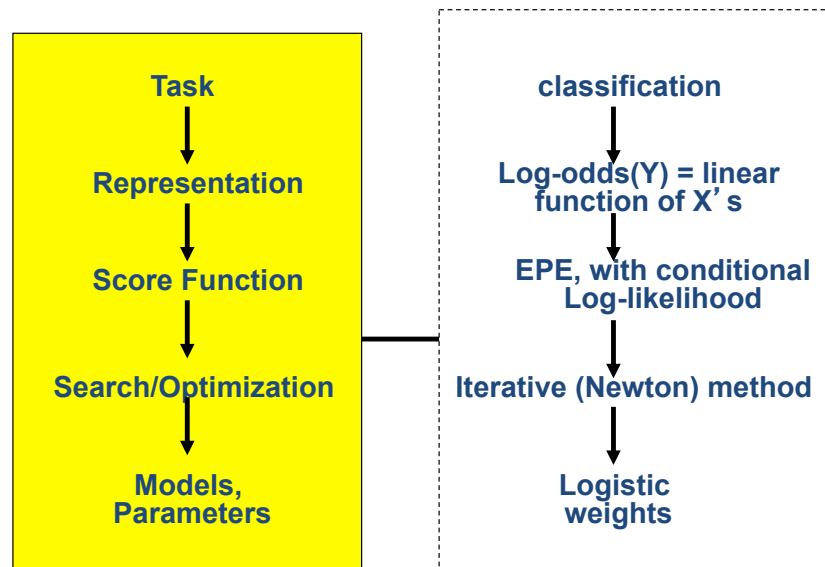 Task
Representation
Score Function
Search/Optimization
Models,
Parameters
classification
Log-odds(Y) = linear
function of X’s
EPE, with conditional
Log-likelihood
Iterative (Newton) method
Logistic
weights